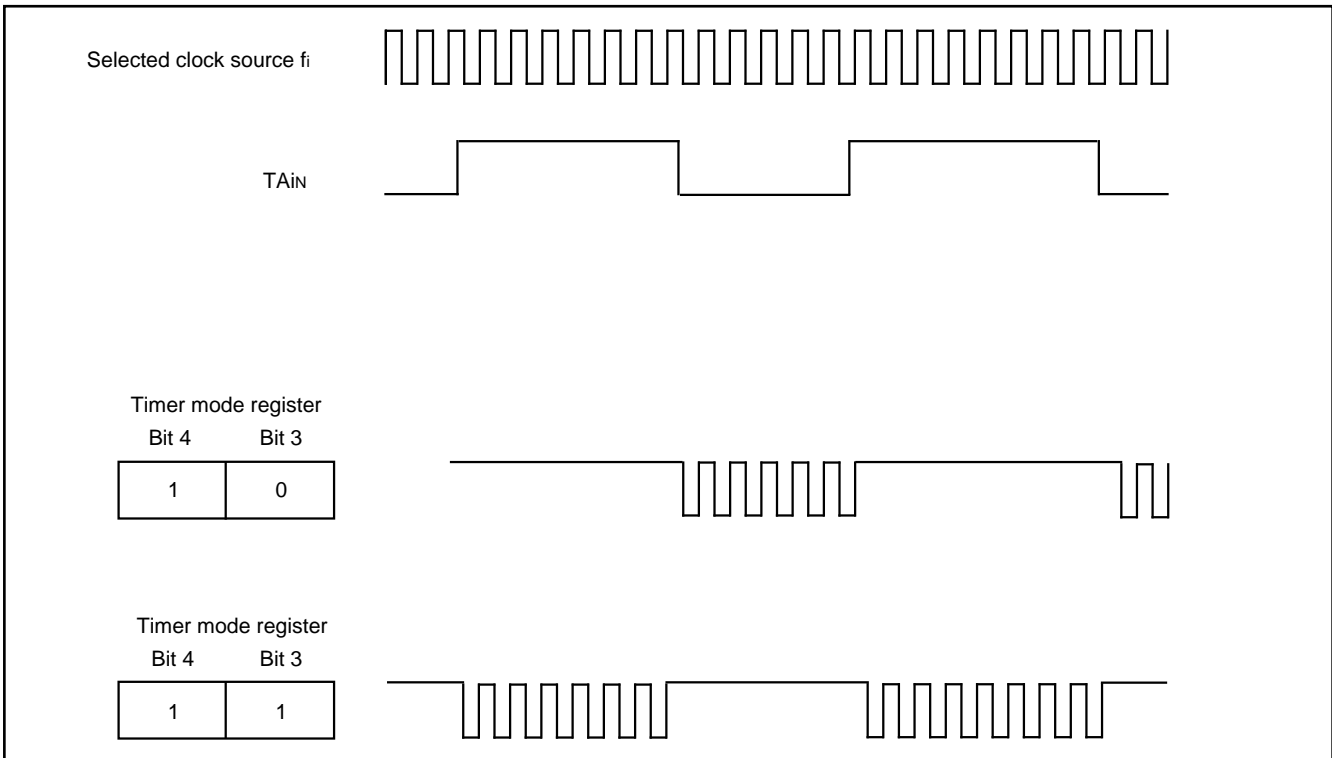 Selected clock source fi
TAiN
Timer mode register
Bit 4 Bit 3
1 0
Timer mode register
Bit 4 Bit 3
1 1